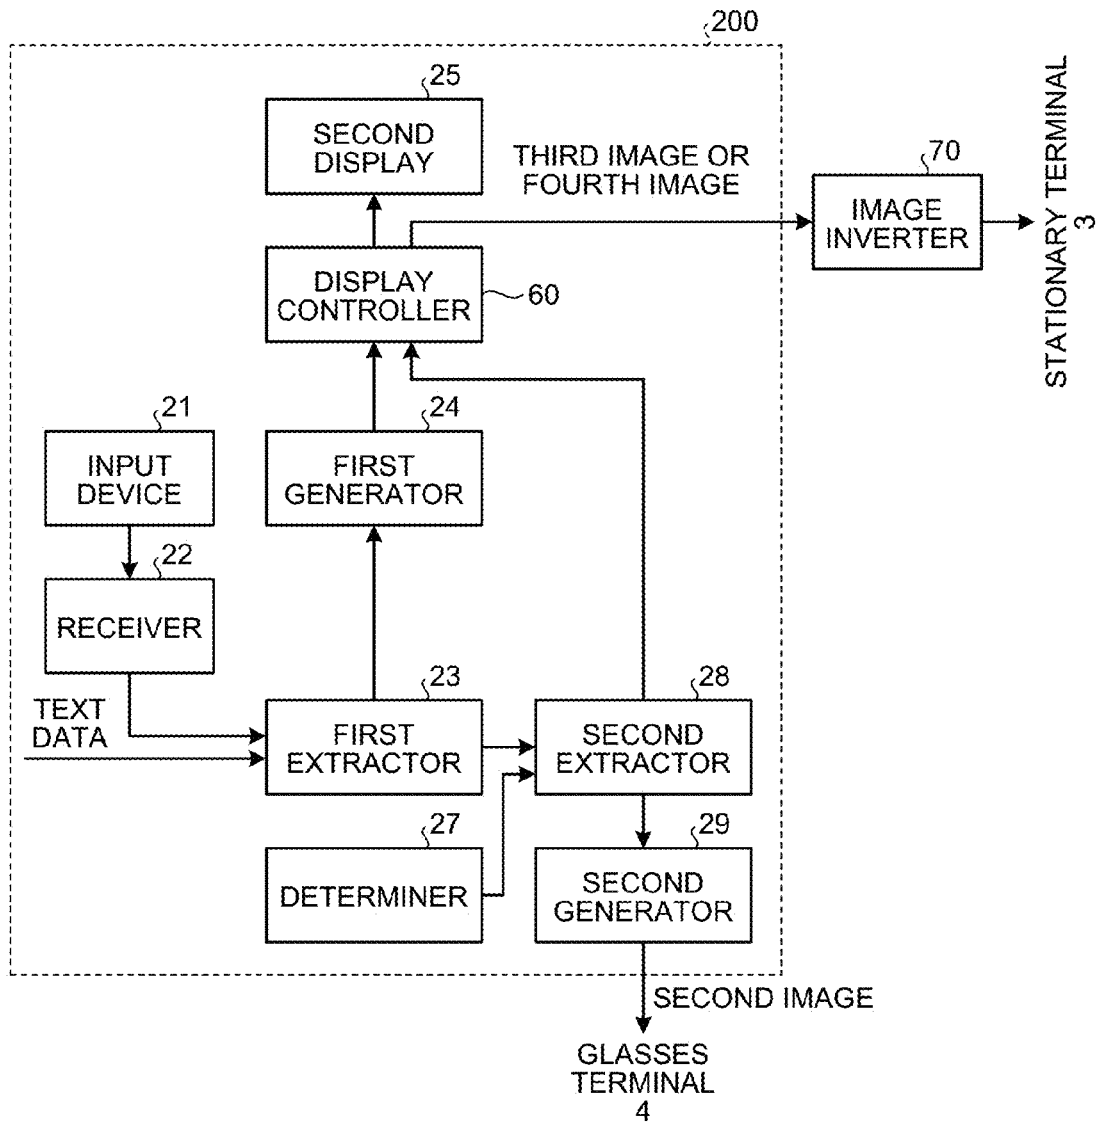 200
25
SECOND
DISPLAY
THIRD IMAGE OR
FOURTH IMAGE
70
IMAGE
INVERTER
STATIONARY TERMINAL
3
DISPLAY
CONTROLLER
60
21
INPUT
DEVICE
24
FIRST
GENERATOR
22
RECEIVER
TEXT
DATA
23
FIRST
EXTRACTOR
28
SECOND
EXTRACTOR
27
DETERMINER
29
SECOND
GENERATOR
SECOND IMAGE
GLASSES
TERMINAL
4